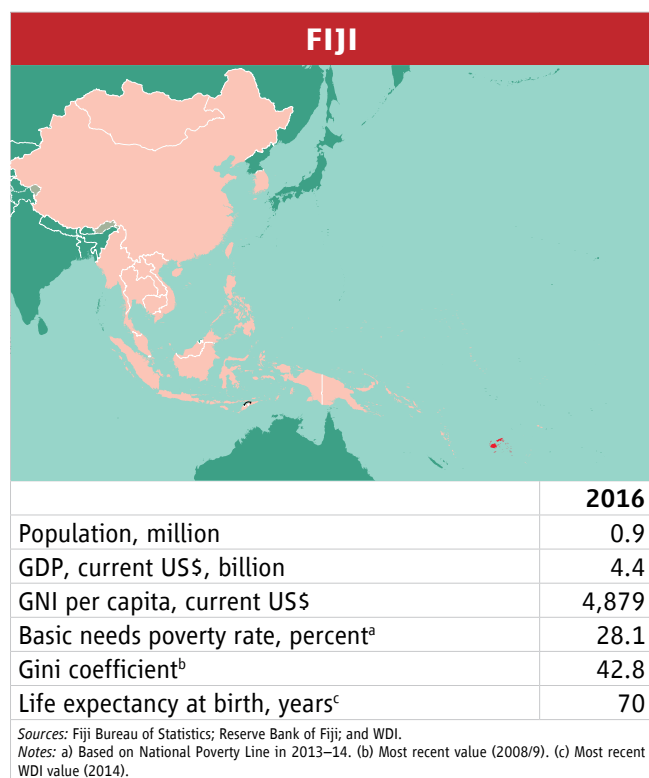 FIJI
2016
Population, million 0.9
GDP, current US$, billion 4.4
GNI per capita, current US$ 4,879
Basic needs poverty rate, percentᵃ 28.1
Gini coefficientᵇ 42.8
Life expectancy at birth, yearsᶜ 70
Sources: Fiji Bureau of Statistics; Reserve Bank of Fiji; and WDI.
Notes: a) Based on National Poverty Line in 2013–14. (b) Most recent value (2008/9). (c) Most recent
WDI value (2014).